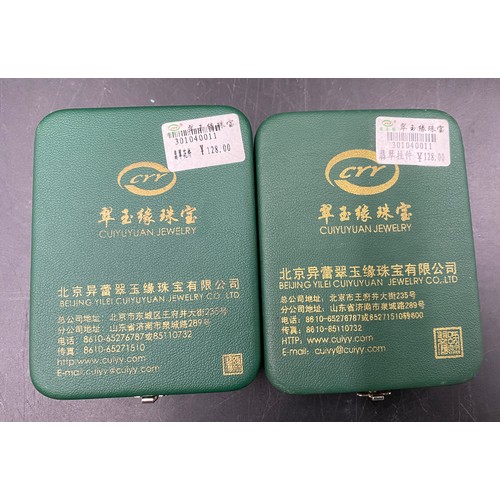 翠玉缘珠宝
301040011
¥128.00
cyy
翠玉缘珠宝
CUIYUYUAN JEWELRY
北京异蕾翠玉缘珠宝有限公司
BEIJING YILEI CUIYUYUAN JEWELRY CO. LTD.
总公司地址：北京市东城区王府井大街235号
分公司地址：山东省济南市泉城路289号
电话：8610-65276787或85110732
传真：8610-65271510
http://www.cuiyy.com
E-mail:cuiyy@cuiyy.com
翠玉缘珠宝
301040011
翡翠挂件 ¥128.00
cyy
翠玉缘珠宝
CUIYUYUAN JEWELRY
北京异蕾翠玉缘珠宝有限公司
BEIJING YILEI CUIYUYUAN JEWELRY CO.,LTD
总公司地址：北京市王府井大街235号
分公司地址：山东省济南市泉城路289号
电话：8610-65276787或65271510转600
传真：8610-85110732
HTTP：www.cuiyy.com
E-mail: cuiyy@cuiyy.com